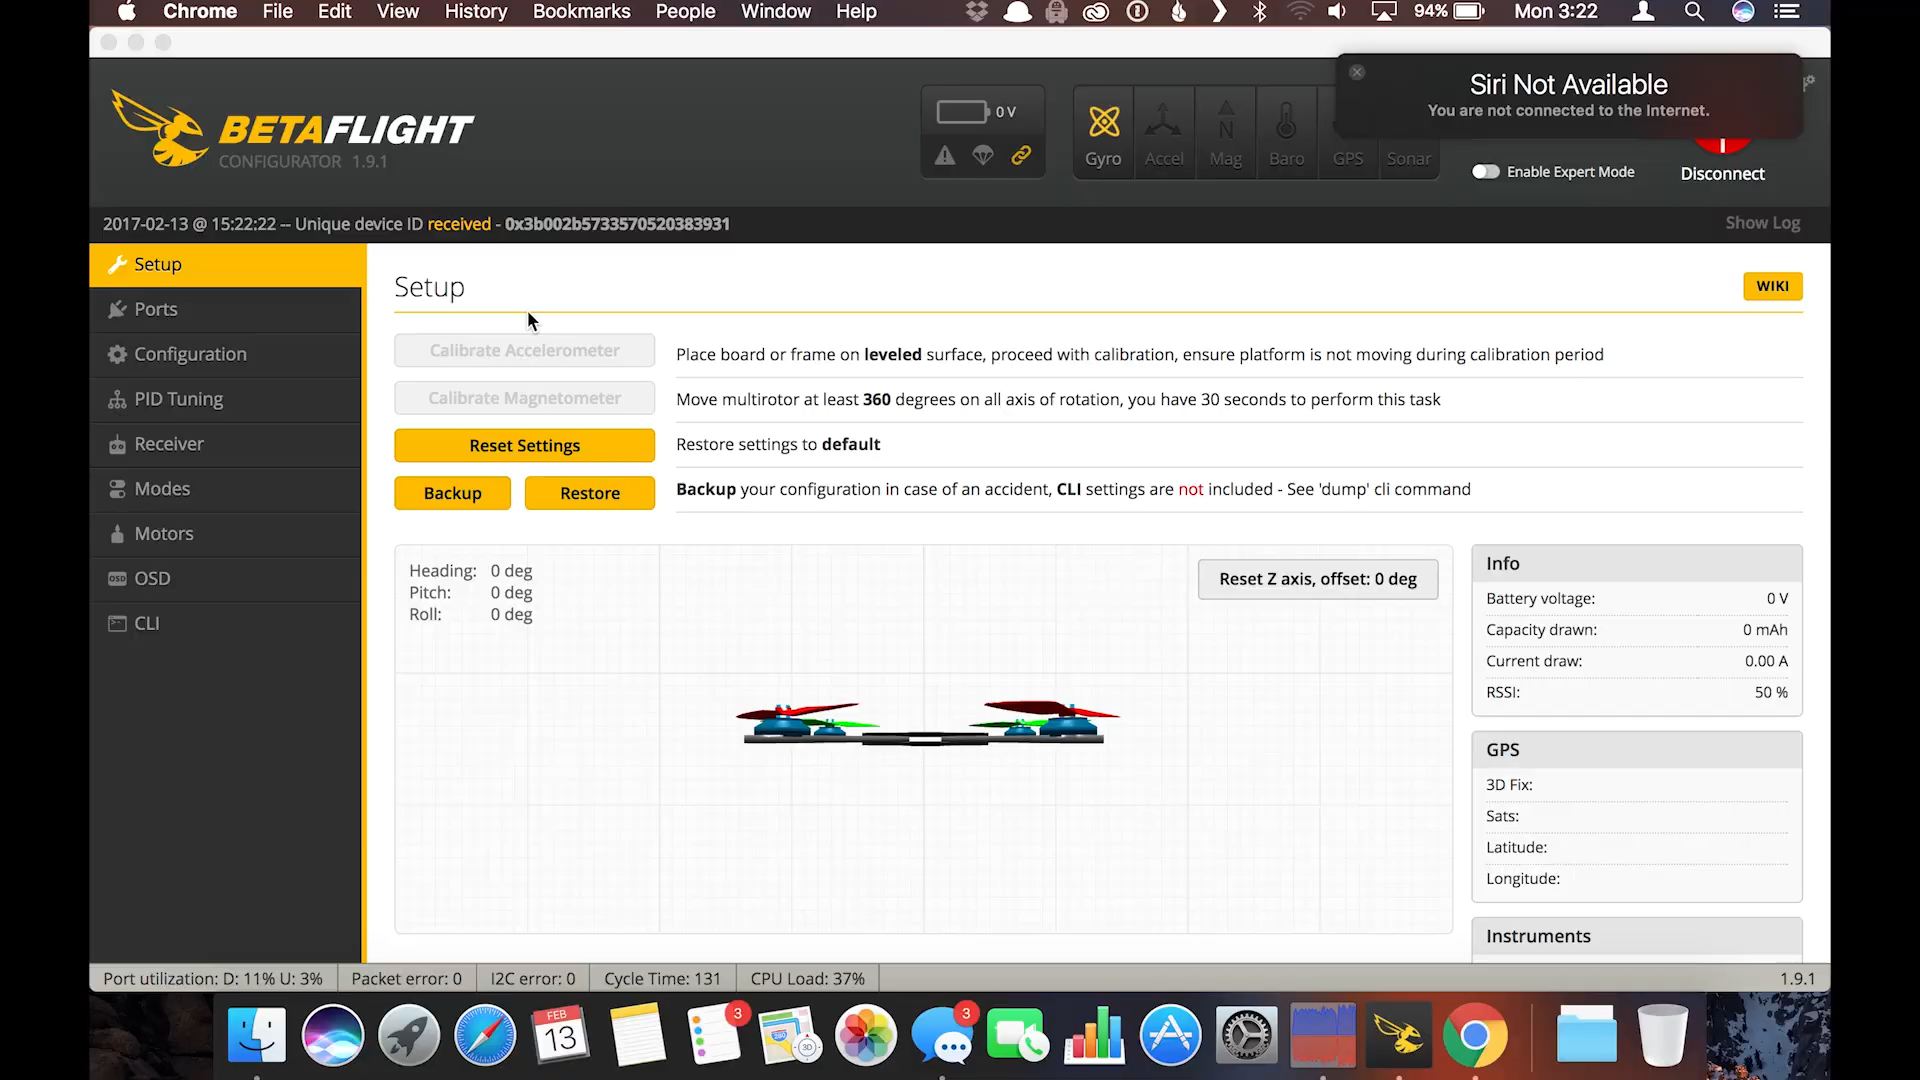 Chrome File Edit View History Bookmarks People Window Help 94% Mon 3:22
Siri Not Available
You are not connected to the Internet.
BETAFLIGHT
CONFIGURATOR 1.9.1
0 V
Gyro Accel Mag Baro GPS Sonar
Enable Expert Mode
Disconnect
2017-02-13 @ 15:22:22 -- Unique device ID received - 0x3b002b5733570520383931
Show Log
Setup
Ports
Configuration
PID Tuning
Receiver
Modes
Motors
OSD OSD
CLI
Setup
WIKI
Calibrate Accelerometer
Place board or frame on leveled surface, proceed with calibration, ensure platform is not moving during calibration period
Calibrate Magnetometer
Move multirotor at least 360 degrees on all axis of rotation, you have 30 seconds to perform this task
Reset Settings
Restore settings to default
Backup Restore
Backup your configuration in case of an accident, CLI settings are not included - See 'dump' cli command
Heading: 0 deg
Pitch: 0 deg
Roll: 0 deg
Reset Z axis, offset: 0 deg
Info
Battery voltage: 0 V
Capacity drawn: 0 mAh
Current draw: 0.00 A
RSSI: 50 %
GPS
3D Fix:
Sats:
Latitude:
Longitude:
Instruments
Port utilization: D: 11% U: 3% Packet error: 0 I2C error: 0 Cycle Time: 131 CPU Load: 37% 1.9.1
FEB
13
3
3D
3